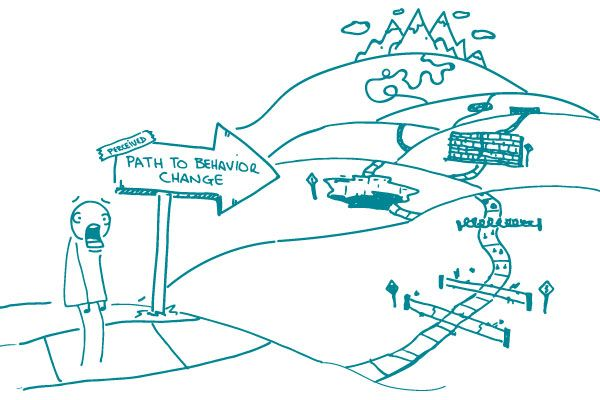 PERCEIVED
PATH TO BEHAVIOR
CHANGE